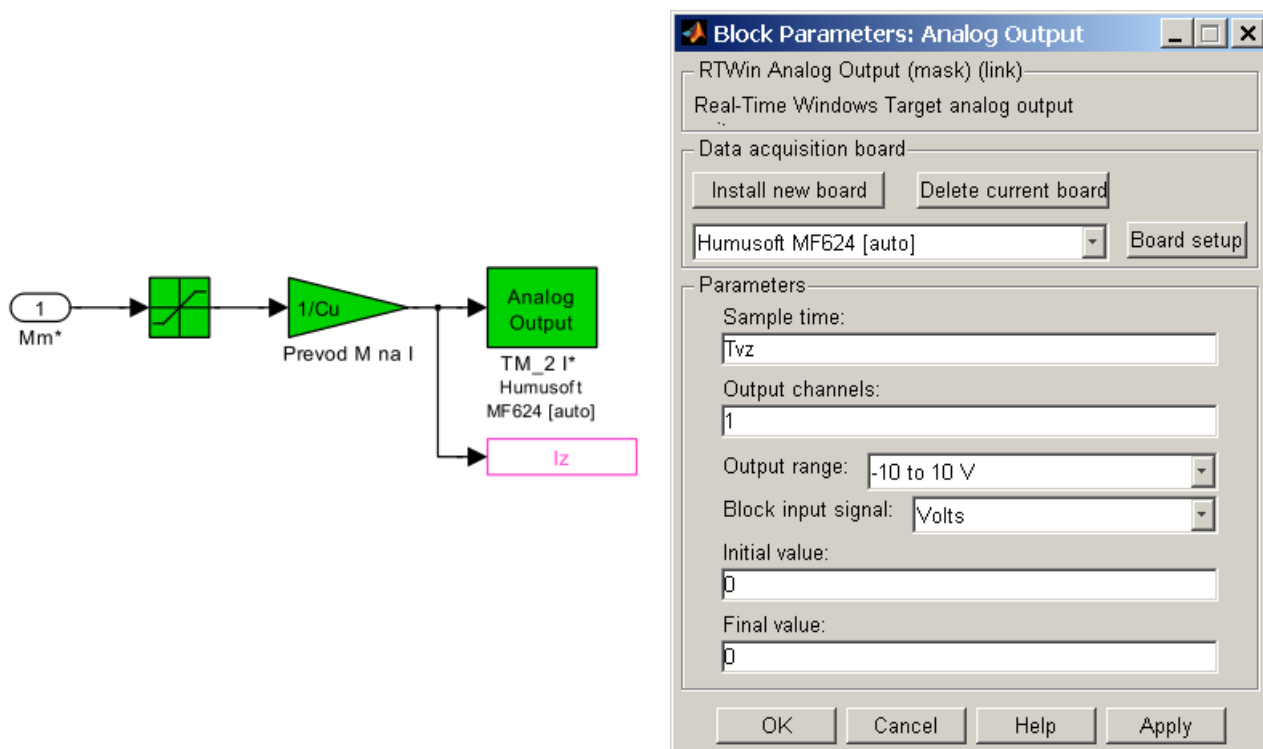 1
Mm*
1/Cu
Prevod M na I
Analog
Output
TM_2 I*
Humusoft
MF624 [auto]
Iz
Block Parameters: Analog Output
RTWin Analog Output (mask) (link)
Real-Time Windows Target analog output
Data acquisition board
Install new board
Delete current board
Humusoft MF624 [auto]
Board setup
Parameters
Sample time:
Tvz
Output channels:
1
Output range:
-10 to 10 V
Block input signal:
Volts
Initial value:
0
Final value:
0
OK
Cancel
Help
Apply